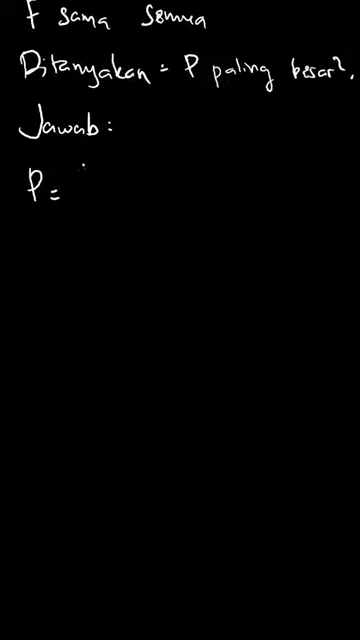 F sama semua
Ditanyakan = P paling besar?
Jawab:
P =